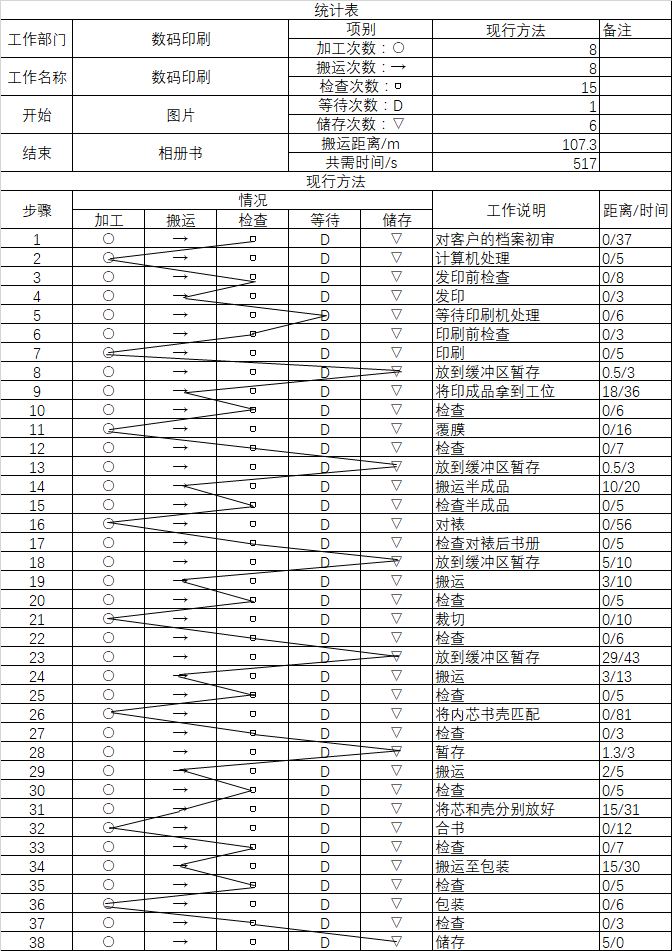 统计表
工作部门 数码印刷 项别 现行方法 备注
加工次数：○ 8
工作名称 数码印刷 搬运次数：→ 8
检查次数：□ 15
开始 图片 等待次数：D 1
储存次数：▽ 6
结束 相册书 搬运距离/m 107.3
共需时间/s 517
现行方法
步骤 情况 工作说明 距离/时间
加工 搬运 检查 等待 储存
1 ○ → □ D ▽ 对客户的档案初审 0/37
2 ○ → □ D ▽ 计算机处理 0/5
3 ○ → □ D ▽ 发印前检查 0/8
4 ○ → □ D ▽ 发印 0/3
5 ○ → □ D ▽ 等待印刷机处理 0/6
6 ○ → □ D ▽ 印刷前检查 0/3
7 ○ → □ D ▽ 印刷 0/5
8 ○ → □ D ▽ 放到缓冲区暂存 0.5/3
9 ○ → □ D ▽ 将印成品拿到工位 18/36
10 ○ → □ D ▽ 检查 0/6
11 ○ → □ D ▽ 覆膜 0/16
12 ○ → □ D ▽ 检查 0/7
13 ○ → □ D ▽ 放到缓冲区暂存 0.5/3
14 ○ → □ D ▽ 搬运半成品 10/20
15 ○ → □ D ▽ 检查半成品 0/5
16 ○ → □ D ▽ 对裱 0/56
17 ○ → □ D ▽ 检查对裱后书册 0/5
18 ○ → □ D ▽ 放到缓冲区暂存 5/10
19 ○ → □ D ▽ 搬运 3/10
20 ○ → □ D ▽ 检查 0/5
21 ○ → □ D ▽ 裁切 0/10
22 ○ → □ D ▽ 检查 0/6
23 ○ → □ D ▽ 放到缓冲区暂存 29/43
24 ○ → □ D ▽ 搬运 3/13
25 ○ → □ D ▽ 检查 0/5
26 ○ → □ D ▽ 将内芯书壳匹配 0/81
27 ○ → □ D ▽ 检查 0/3
28 ○ → □ D ▽ 暂存 1.3/3
29 ○ → □ D ▽ 搬运 2/5
30 ○ → □ D ▽ 检查 0/5
31 ○ → □ D ▽ 将芯和壳分别放好 15/31
32 ○ → □ D ▽ 合书 0/12
33 ○ → □ D ▽ 检查 0/7
34 ○ → □ D ▽ 搬运至包装 15/30
35 ○ → □ D ▽ 检查 0/5
36 ○ → □ D ▽ 包装 0/6
37 ○ → □ D ▽ 检查 0/3
38 ○ → □ D ▽ 储存 5/0